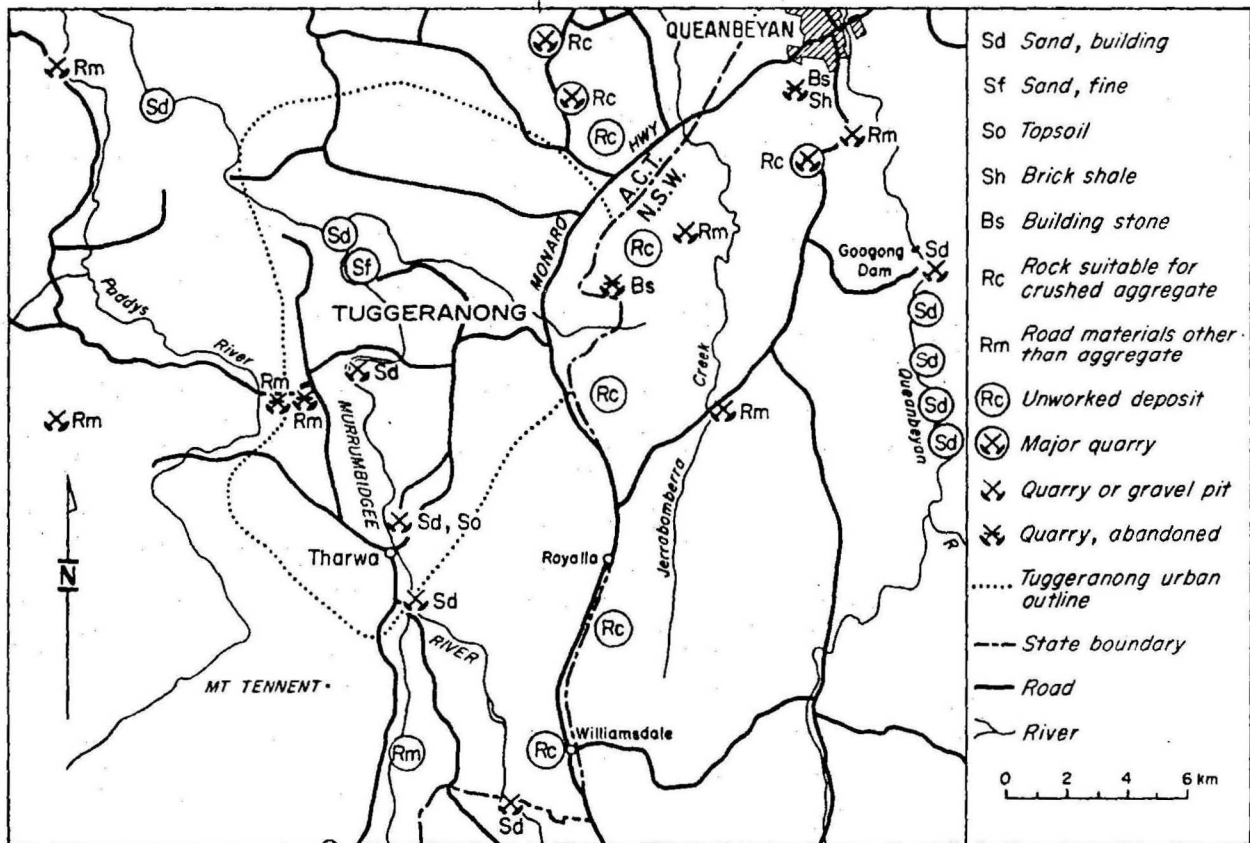 QUEANBEYAN
Rc
Rm
Sd
Rc
Bs
Sh
Rc
Rm
HWY
A.C.T.
N.S.W.
Rc
Rm
MONARO
Rc
Sd
Sf
Bs
Googong
Dam
Sd
Sd
TUGGERANONG
Paddys
River
Sd
Creek
Sd
Queanbeyan
R
Rm
Rm
Rm
Rc
Rm
Sd
Sd
MURRUMBIDGEE
Sd, So
Tharwa
Royalla
Jerrabomberra
Sd
RIVER
Rc
N
MT TENNENT
Rm
Rc
Williamsdale
Sd
Sd Sand, building
Sf Sand, fine
So Topsoil
Sh Brick shale
Bs Building stone
Rc Rock suitable for
crushed aggregate
Rm Road materials other
than aggregate
Rc Unworked deposit
Major quarry
Quarry or gravel pit
Quarry, abandoned
Tuggeranong urban
outline
State boundary
Road
River
0 2 4 6 km